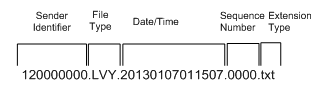 Sender File Date/Time Sequence Extension
Identifier Type Number Type
120000000.LVY.20130107011507.0000.txt